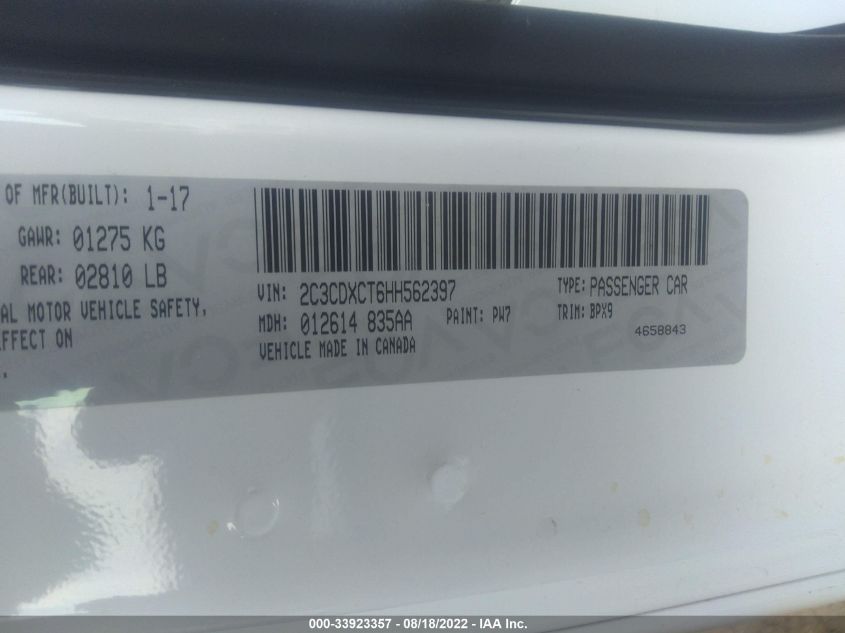 OF MFR(BUILT): 1-17
GAWR: 01275 KG
REAR: 02810 LB
AL MOTOR VEHICLE SAFETY,
EFFECT ON
.
VIN: 2C3CDXCT6HH562397
TYPE: PASSENGER CAR
MDH: 012614 835AA
PAINT: PW7
TRIM: BPX9
VEHICLE MADE IN CANADA
4658843
000-33923357 - 08/18/2022 - IAA Inc.